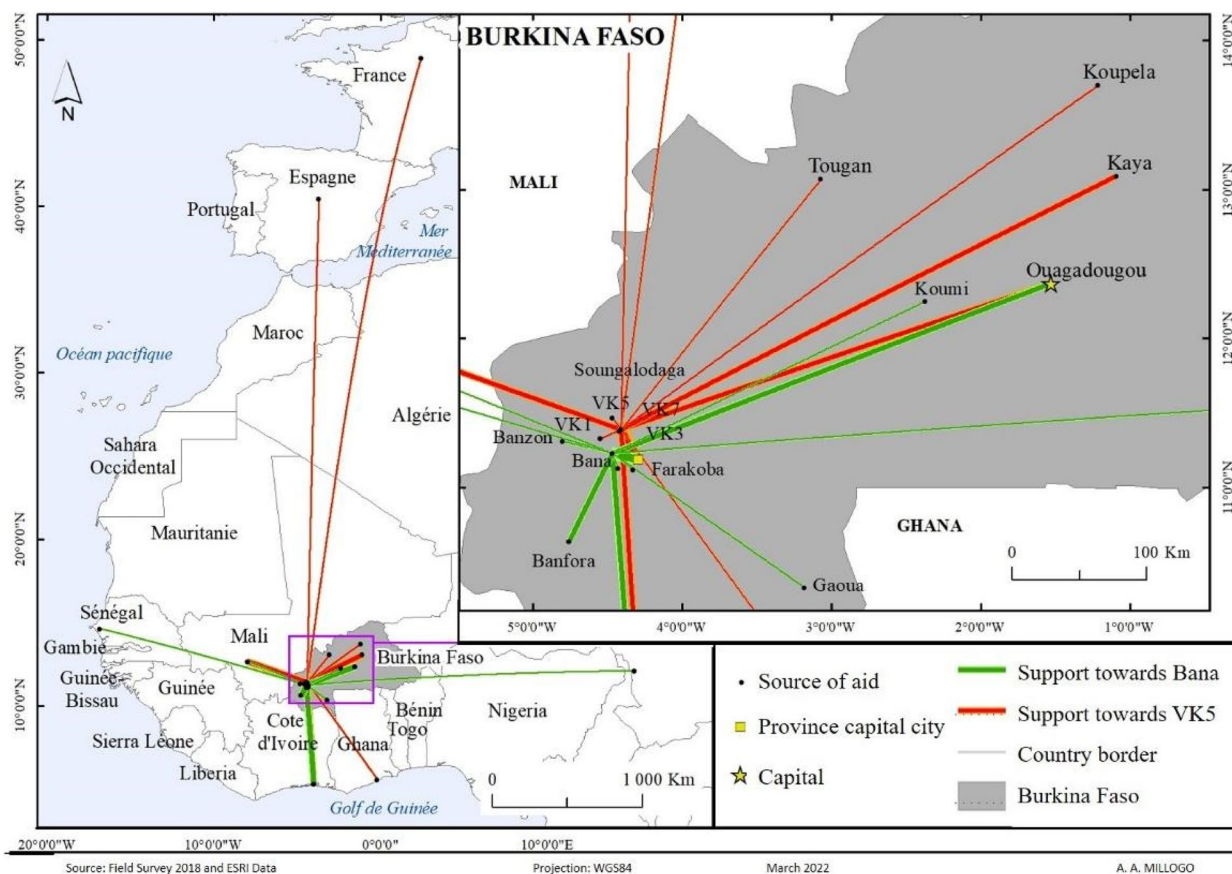 BURKINA FASO
50°0'0"N
40°0'0"N
30°0'0"N
20°0'0"N
10°0'0"N
N
France
Espagne
Portugal
Mer
Mediterranée
Maroc
Océan pacifique
Algérie
Sahara
Occidental
Mauritanie
Sénégal
Gambie
Mali
Guinée-
Bissau
Guinée
Burkina Faso
Sierra Léone
Cote
d'Ivoire
Ghana
Bénin
Togo
Nigeria
Liberia
Golf de Guinée
0 1 000 Km
20°0'0"W
10°0'0"W
0°0'0"
10°0'0"E
MALI
Koupela
Tougan
Kaya
Ouagadougou
Koumi
Soungalodaga
VK5
VK7
VK1
VK3
Banzon
Bana
Farakoba
Banfora
Gaoua
GHANA
0 100 Km
14°0'0"N
13°0'0"N
12°0'0"N
11°0'0"N
5°0'0"W
4°0'0"W
3°0'0"W
2°0'0"W
1°0'0"W
Source of aid
Province capital city
Capital
Support towards Bana
Support towards VK5
Country border
Burkina Faso
Source: Field Survey 2018 and ESRI Data
Projection: WGS84
March 2022
A. A. MILLOGO